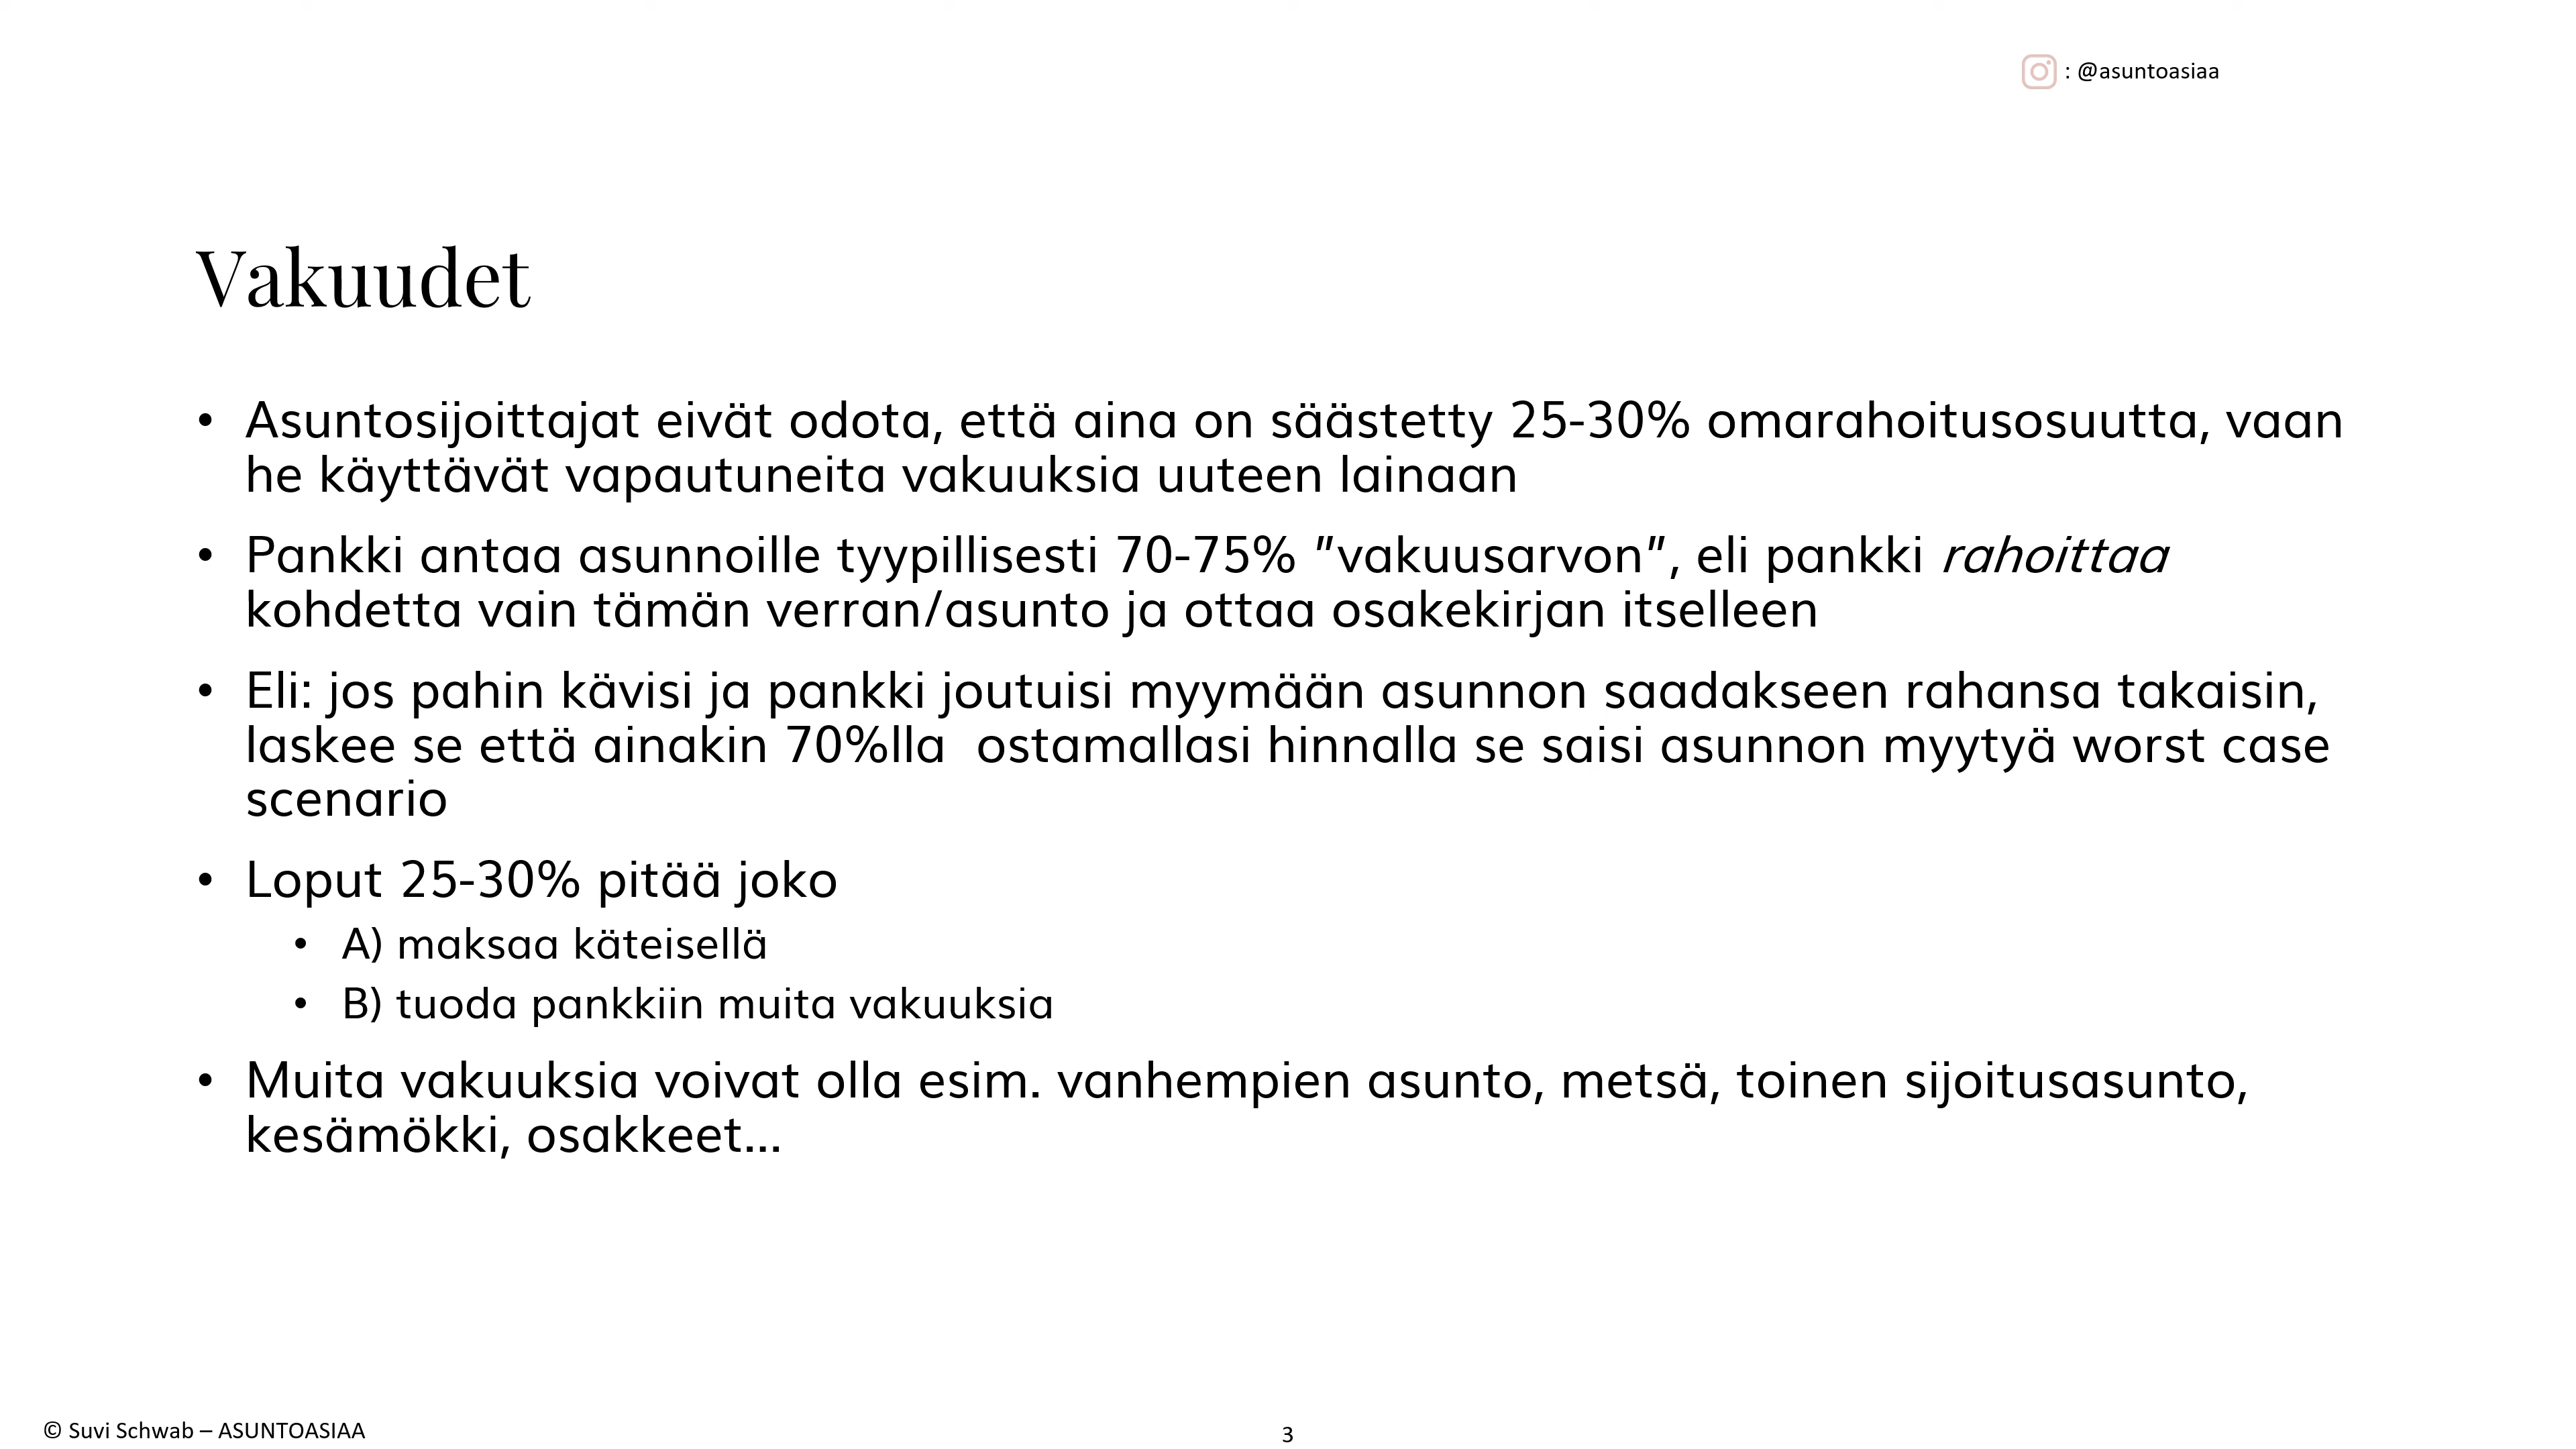 : @asuntoasiaa
Vakuudet
• Asuntosijoittajat eivät odota, että aina on säästetty 25-30% omarahoitusosuutta, vaan
he käyttävät vapautuneita vakuuksia uuteen lainaan
• Pankki antaa asunnoille tyypillisesti 70-75% ”vakuusarvon”, eli pankki rahoittaa
kohdetta vain tämän verran/asunto ja ottaa osakekirjan itselleen
• Eli: jos pahin kävisi ja pankki joutuisi myymään asunnon saadakseen rahansa takaisin,
laskee se että ainakin 70%lla  ostamallasi hinnalla se saisi asunnon myytyä worst case
scenario
• Loput 25-30% pitää joko
• A) maksaa käteisellä
• B) tuoda pankkiin muita vakuuksia
• Muita vakuuksia voivat olla esim. vanhempien asunto, metsä, toinen sijoitusasunto,
kesämökki, osakkeet...
© Suvi Schwab – ASUNTOASIAA
3